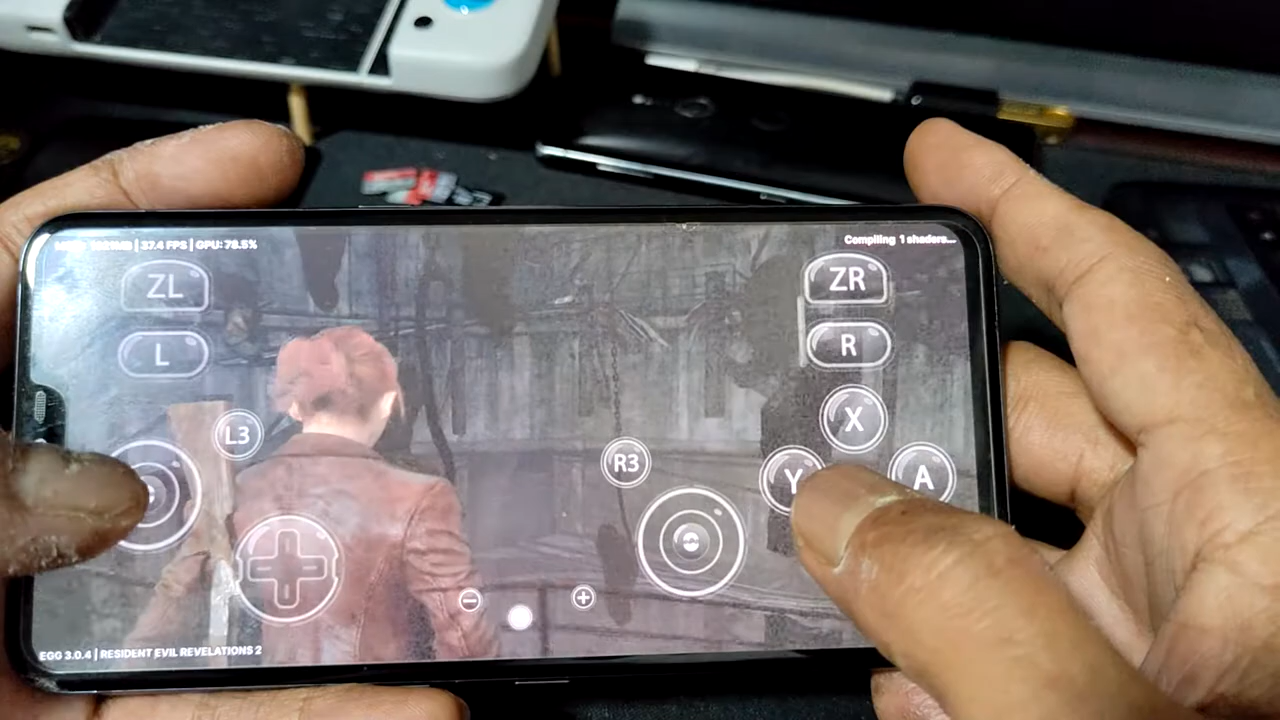 37.4 FPS | GPU: 78.5%
Compiling 1 shaders...
ZL
ZR
L
R
X
L3
R3
Y
A
EGG 3.0.4 | RESIDENT EVIL REVELATIONS 2